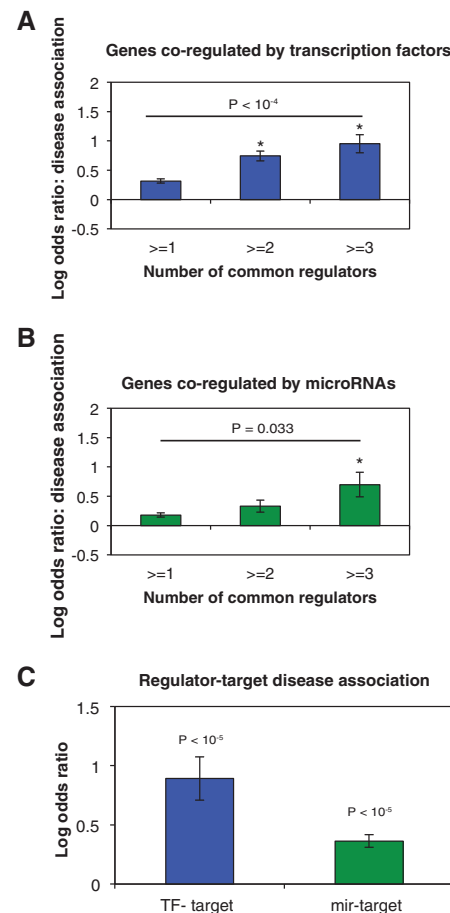 A
Genes co-regulated by transcription factors
Log odds ratio: disease association
2
1.5
1
0.5
0
-0.5
P < 10⁻⁴
*
*
>=1 >=2 >=3
Number of common regulators
B
Genes co-regulated by microRNAs
Log odds ratio: disease association
2
1.5
1
0.5
0
-0.5
P = 0.033
*
>=1 >=2 >=3
Number of common regulators
C
Regulator-target disease association
Log odds ratio
1.5
1
0.5
0
P < 10⁻⁵
P < 10⁻⁵
TF- target mir-target